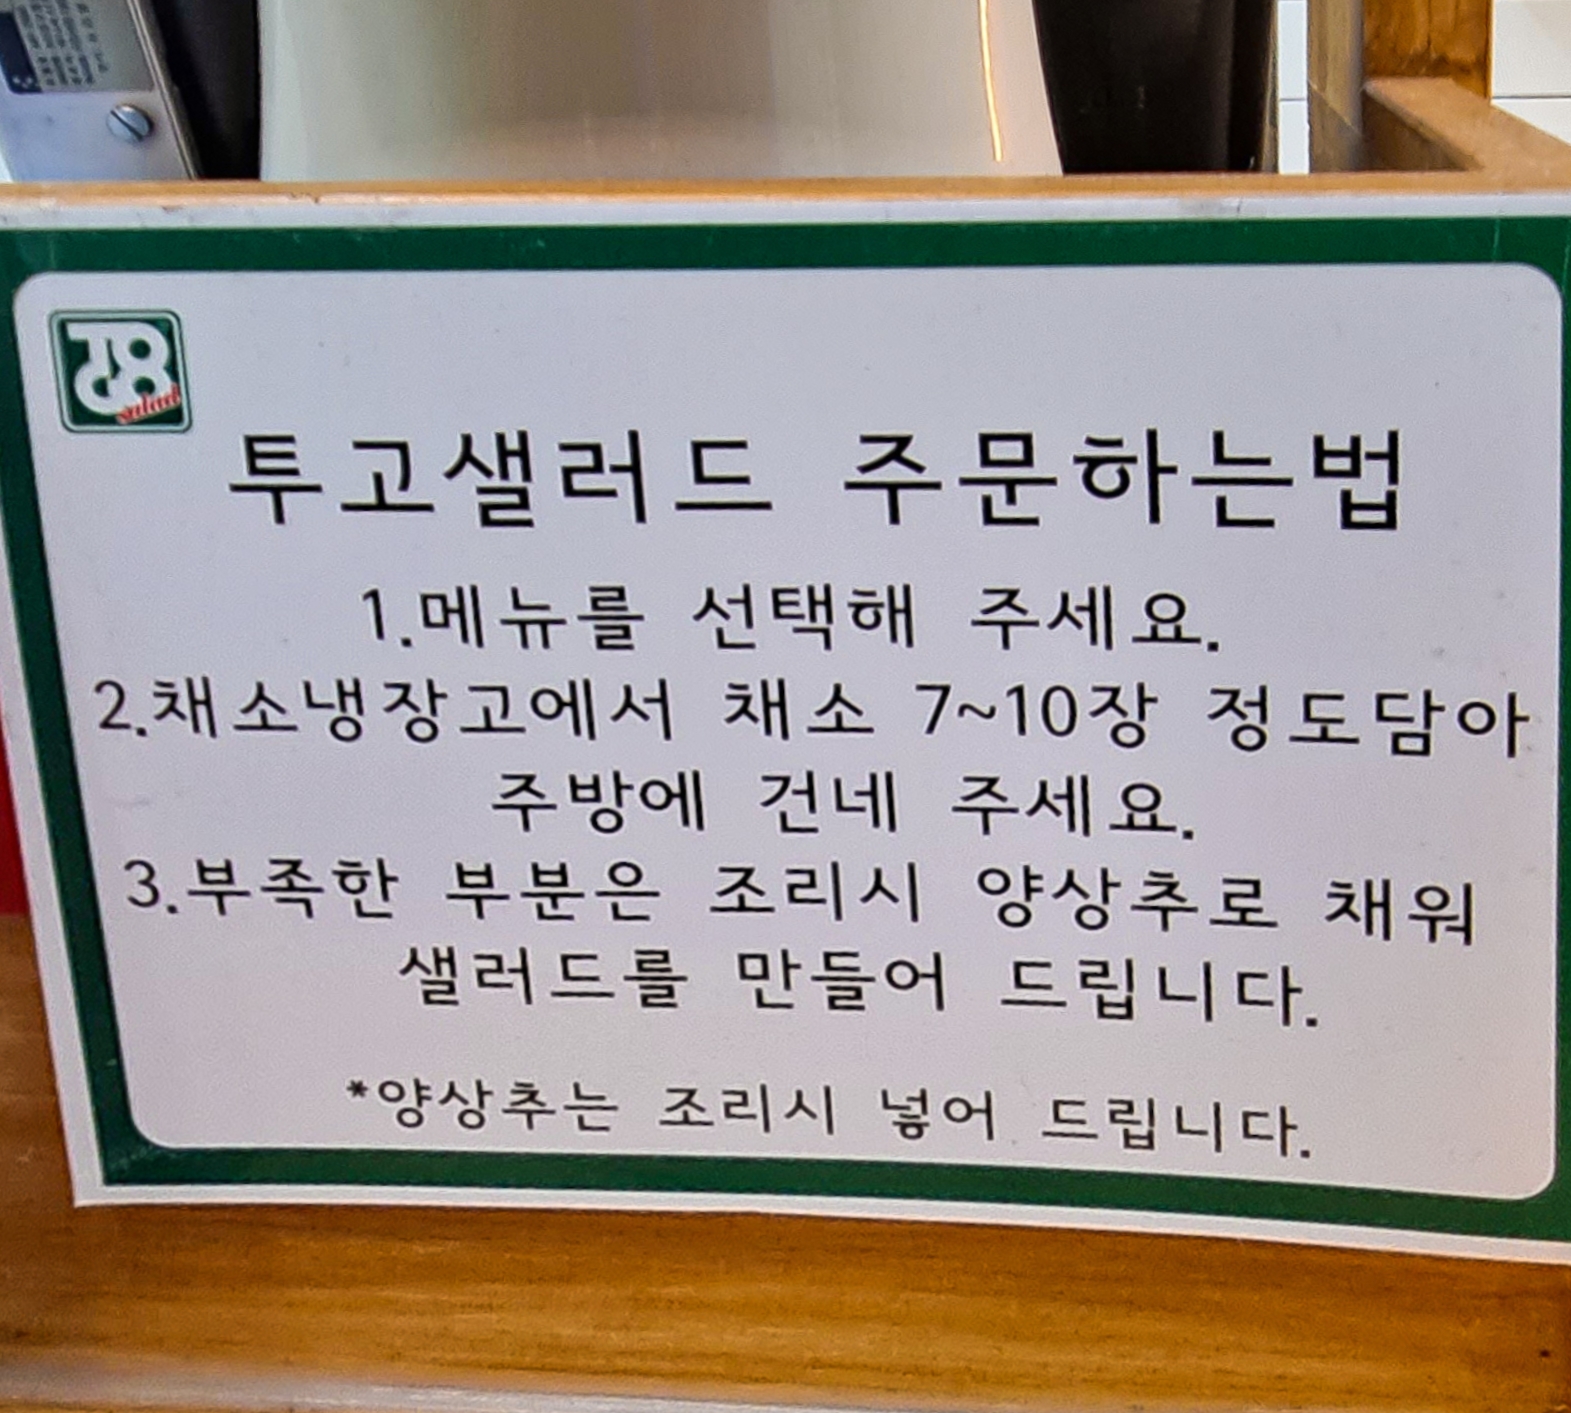 salad
투고샐러드 주문하는법
1.메뉴를 선택해 주세요.
2.채소냉장고에서 채소 7~10장 정도담아
주방에 건네 주세요.
3.부족한 부분은 조리시 양상추로 채워
샐러드를 만들어 드립니다.
*양상추는 조리시 넣어 드립니다.